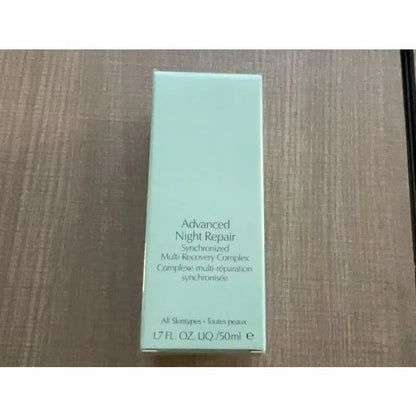 Advanced
Night Repair
Synchronized
Multi-Recovery Complex
Complexe multi-réparation
synchronisée
All Skintypes • Toutes peaux
1.7 FL. OZ. LIQ./50ml e